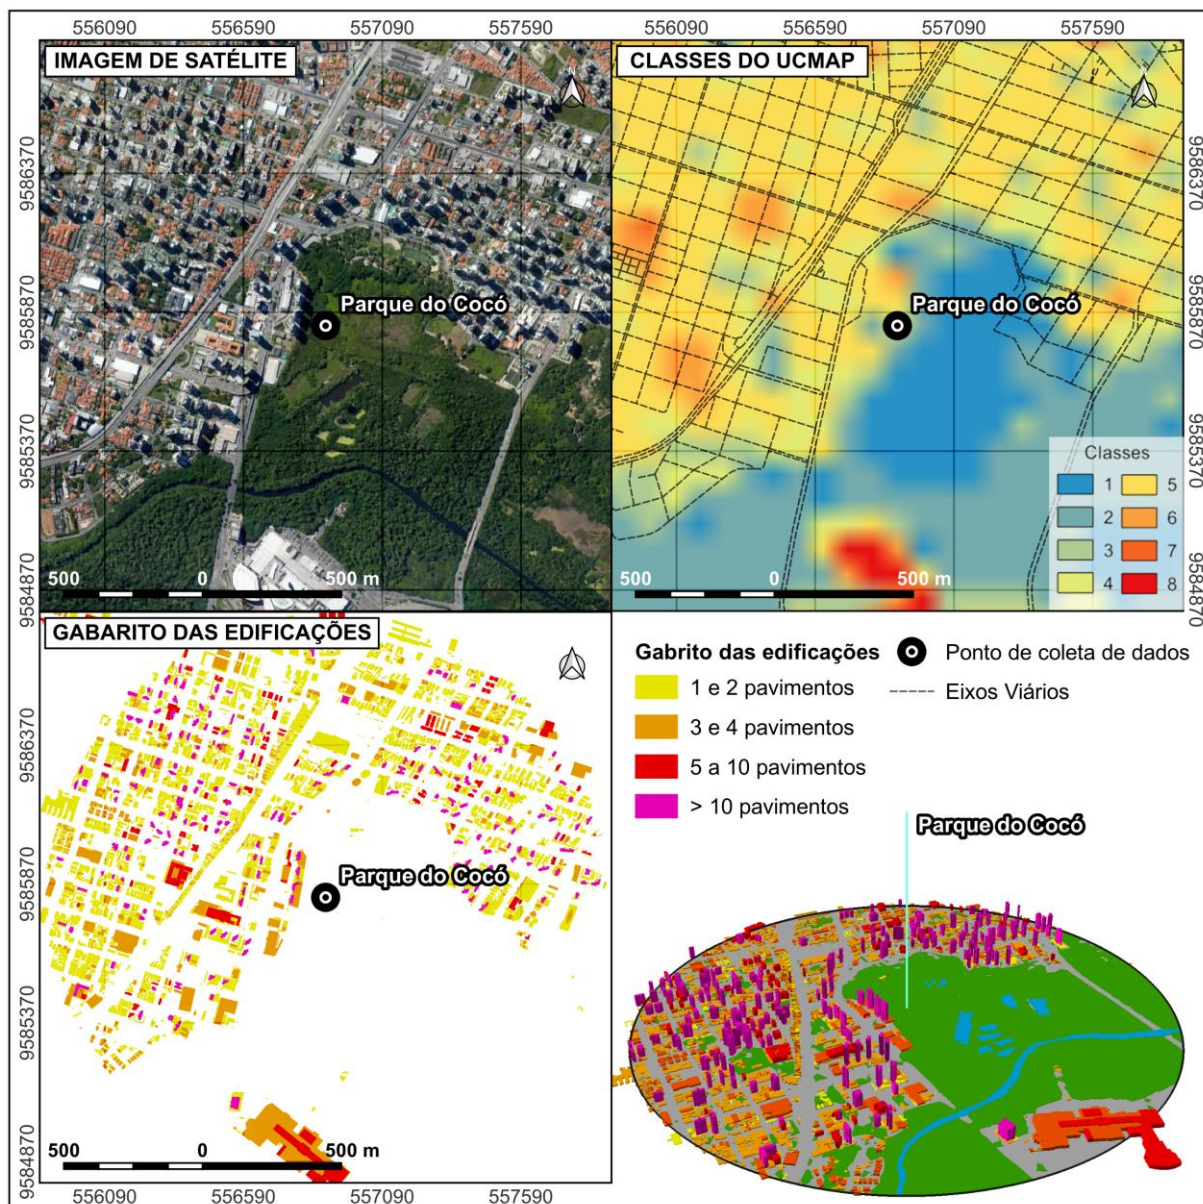 556090 556590 557090 557590 556090 556590 557090 557590
IMAGEM DE SATÉLITE
CLASSES DO UCMAP
9586370
9586370
Parque do Cocó
Parque do Cocó
9585870
9585870
9585370
9585370
Classes
1 5
2 6
3 7
4 8
500 0 500 m
500 0 500 m
9584870
9584870
GABARITO DAS EDIFICAÇÕES
Gabrito das edificações
1 e 2 pavimentos
3 e 4 pavimentos
5 a 10 pavimentos
> 10 pavimentos
Ponto de coleta de dados
Eixos Viários
9586370
Parque do Cocó
Parque do Cocó
9585870
9585370
500 0 500 m
9584870
556090 556590 557090 557590